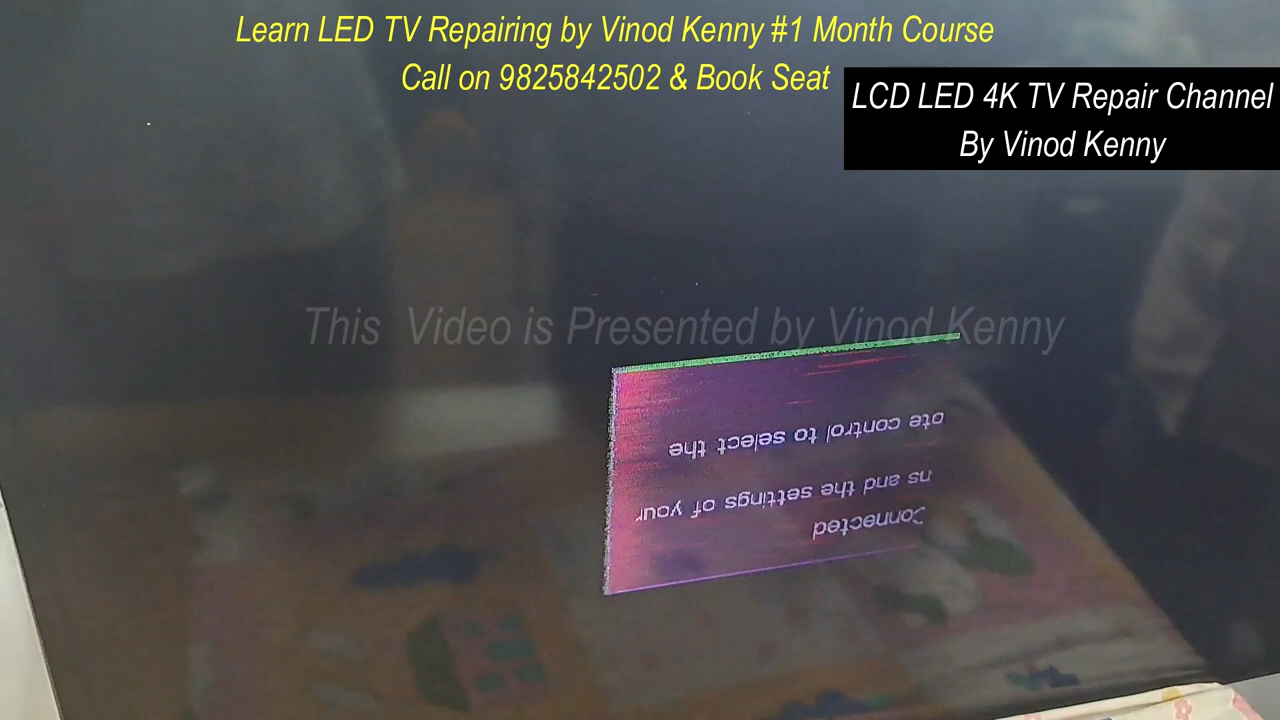 Learn LED TV Repairing by Vinod Kenny #1 Month Course
Call on 9825842502 & Book Seat
LCD LED 4K TV Repair Channel
By Vinod Kenny
This Video is Presented by Vinod Kenny
Connected
ns and the settings of your
ote control to select the